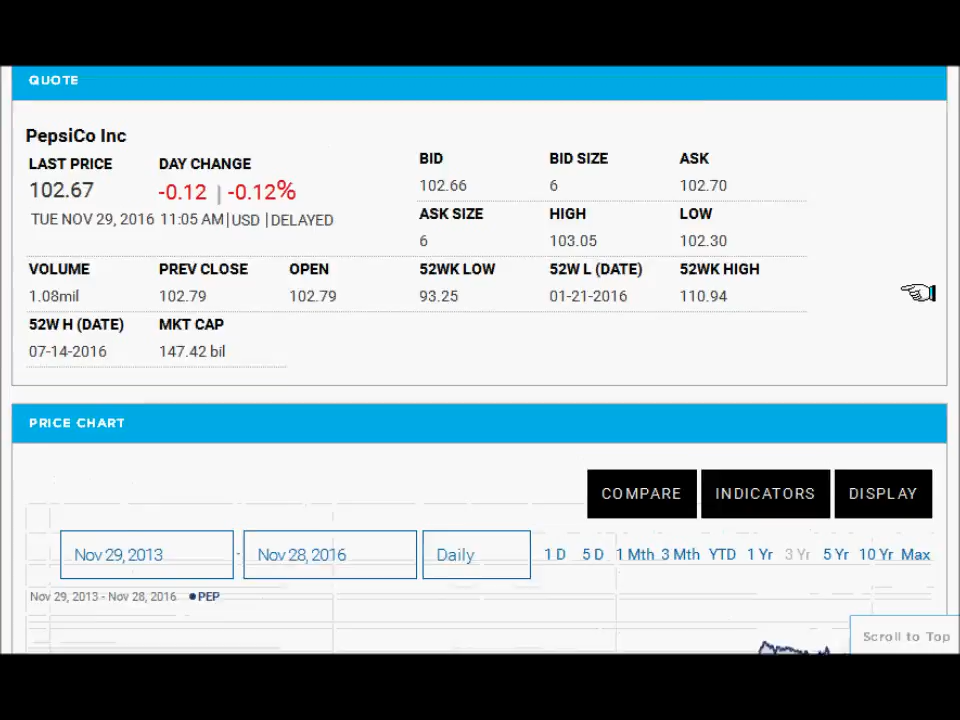 QUOTE
PepsiCo Inc
LAST PRICE DAY CHANGE BID BID SIZE ASK
102.67 -0.12 | -0.12% 102.66 6 102.70
TUE NOV 29, 2016 11:05 AM|USD |DELAYED ASK SIZE HIGH LOW
6 103.05 102.30
VOLUME PREV CLOSE OPEN 52WK LOW 52W L (DATE) 52WK HIGH
1.08mil 102.79 102.79 93.25 01-21-2016 110.94
52W H (DATE) MKT CAP
07-14-2016 147.42 bil
PRICE CHART
COMPARE INDICATORS DISPLAY
Nov 29, 2013 - Nov 28, 2016 Daily 1 D 5 D 1 Mth 3 Mth YTD 1 Yr 3 Yr 5 Yr 10 Yr Max
Nov 29, 2013 - Nov 28, 2016 PEP
Scroll to Top